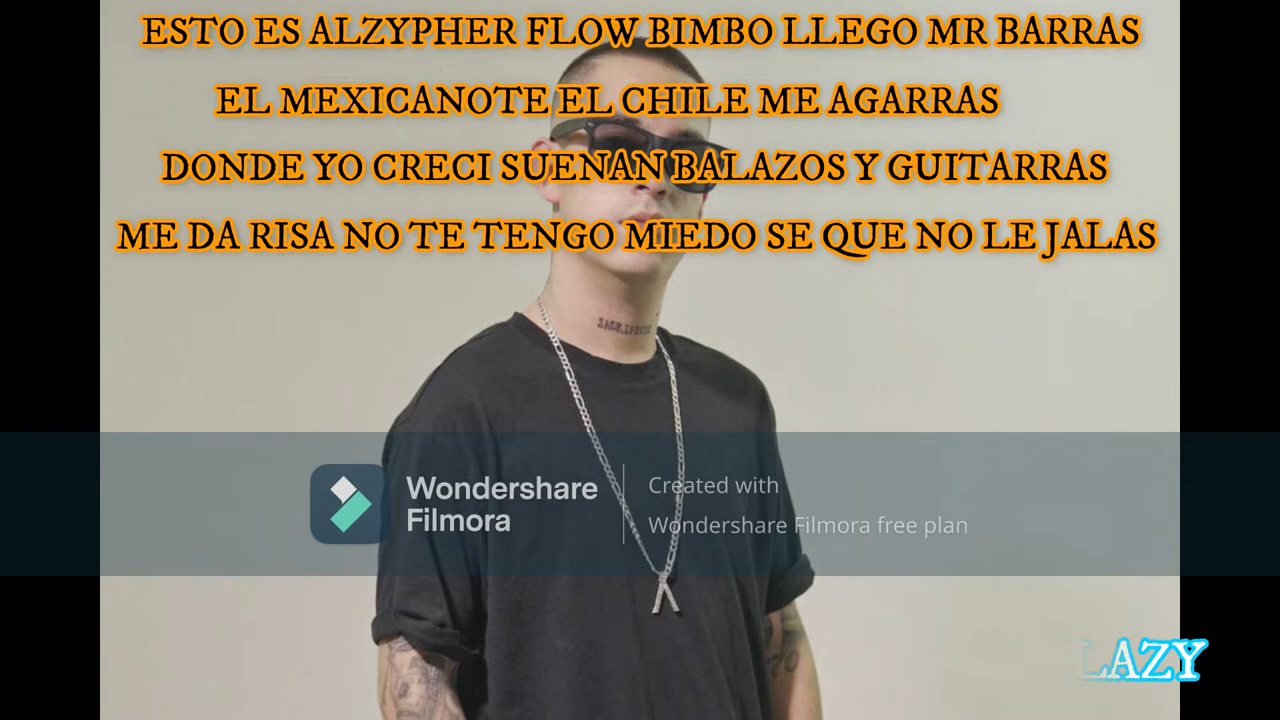 ESTO ES ALZYPHER FLOW BIMBO LLEGO MR BARRAS
EL MEXICANOTE EL CHILE ME AGARRAS
DONDE YO CRECI SUENAN BALAZOS Y GUITARRAS
ME DA RISA NO TE TENGO MIEDO SE QUE NO LE JALAS
Wondershare
Filmora
Created with
Wondershare Filmora free plan
LAZY